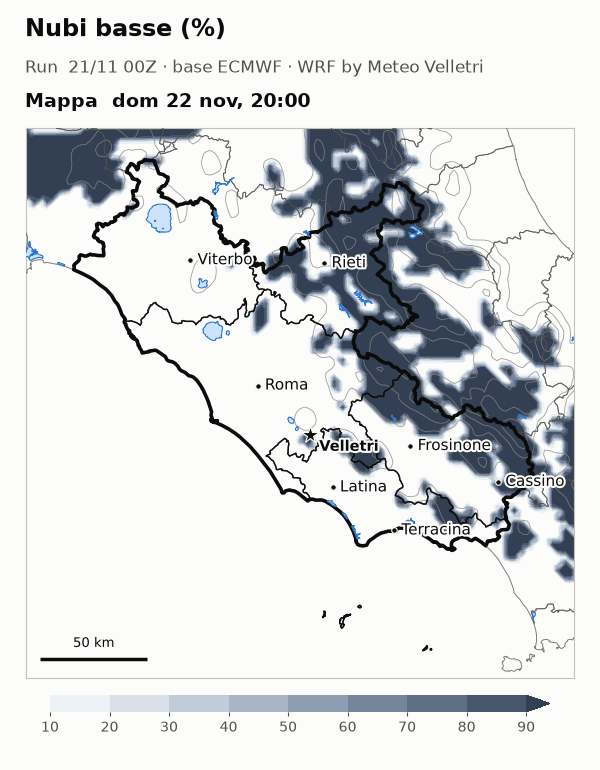 Nubi basse (%)
Run  21/11 00Z · base ECMWF · WRF by Meteo Velletri
Mappa  dom 22 nov, 20:00
Viterbo
Rieti
Roma
Velletri
Frosinone
Cassino
Latina
Terracina
50 km
10 20 30 40 50 60 70 80 90